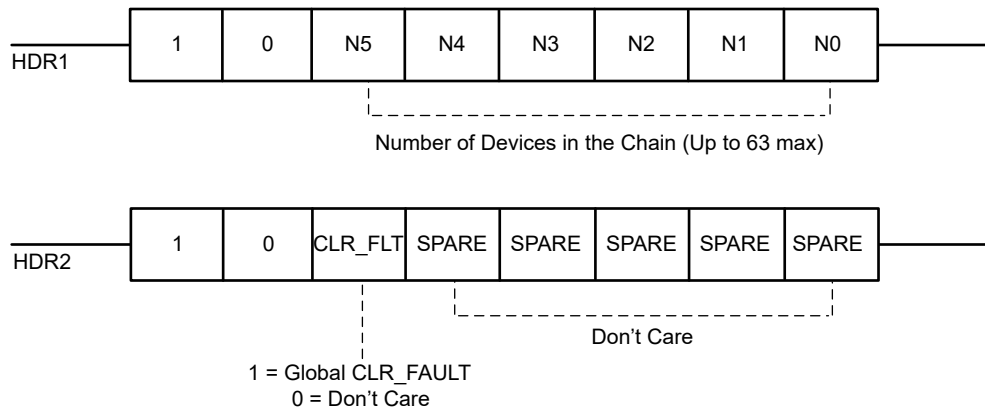 1 0 N5 N4 N3 N2 N1 N0
HDR1
Number of Devices in the Chain (Up to 63 max)
1 0 CLR_FLT SPARE SPARE SPARE SPARE SPARE
HDR2
Don’t Care
1 = Global CLR_FAULT
0 = Don’t Care